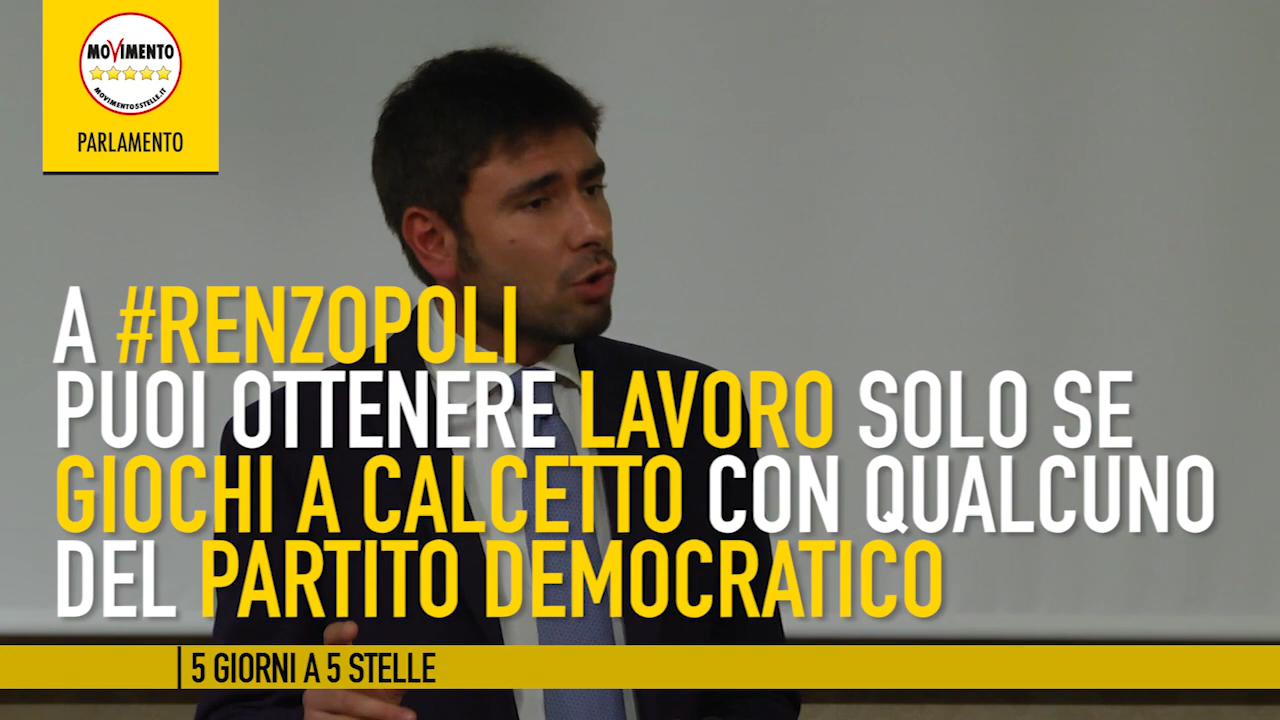 MOVIMENTO
MOVIMENTO5STELLE.IT
PARLAMENTO
A #RENZOPOLI
PUOI OTTENERE LAVORO SOLO SE
GIOCHI A CALCETTO CON QUALCUNO
DEL PARTITO DEMOCRATICO
5 GIORNI A 5 STELLE